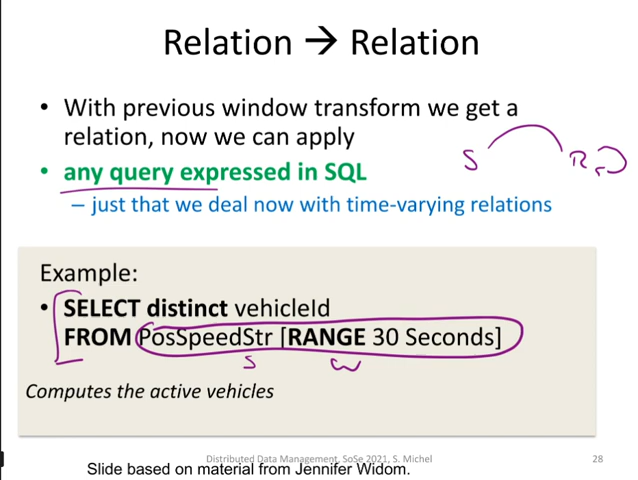 Relation → Relation
• With previous window transform we get a
relation, now we can apply
S
R
• any query expressed in SQL
– just that we deal now with time-varying relations
Example:
• SELECT distinct vehicleId
FROM PosSpeedStr [RANGE 30 Seconds]
S
W
Computes the active vehicles
Distributed Data Management, SoSe 2021, S. Michel
28
Slide based on material from Jennifer Widom.